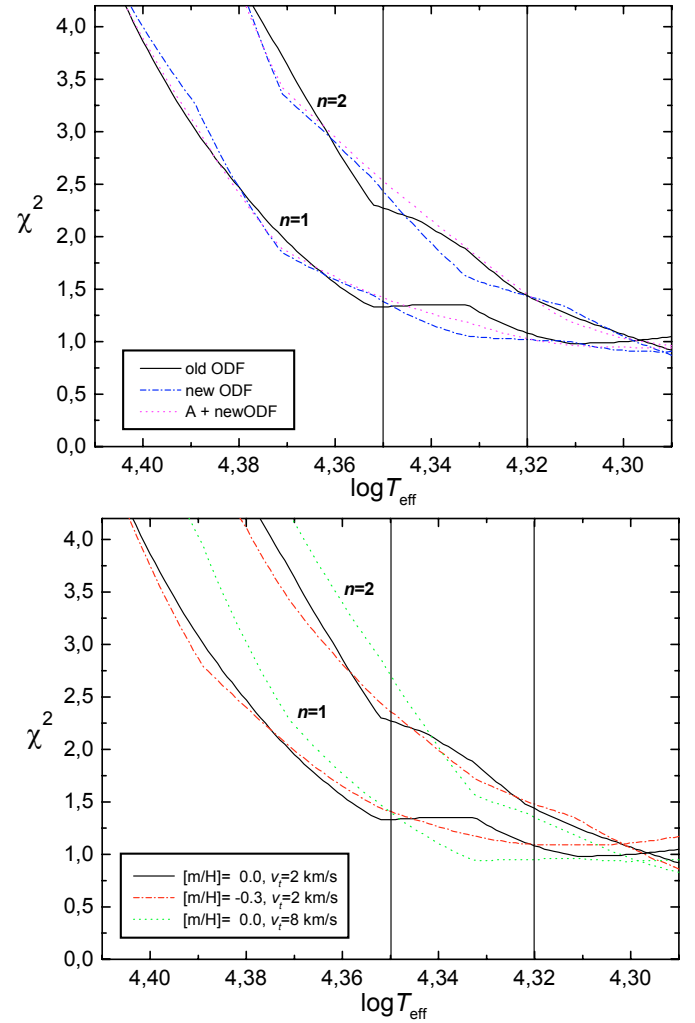 4,0
3,5
3,0
2,5
2,0
1,5
1,0
0,5
0,0
χ²
n=2
n=1
old ODF
new ODF
A + newODF
4,40 4,38 4,36 4,34 4,32 4,30
logT_eff
4,0
3,5
3,0
2,5
2,0
1,5
1,0
0,5
0,0
χ²
n=2
n=1
[m/H]= 0.0, v_t=2 km/s
[m/H]= -0.3, v_t=2 km/s
[m/H]= 0.0, v_t=8 km/s
4,40 4,38 4,36 4,34 4,32 4,30
logT_eff